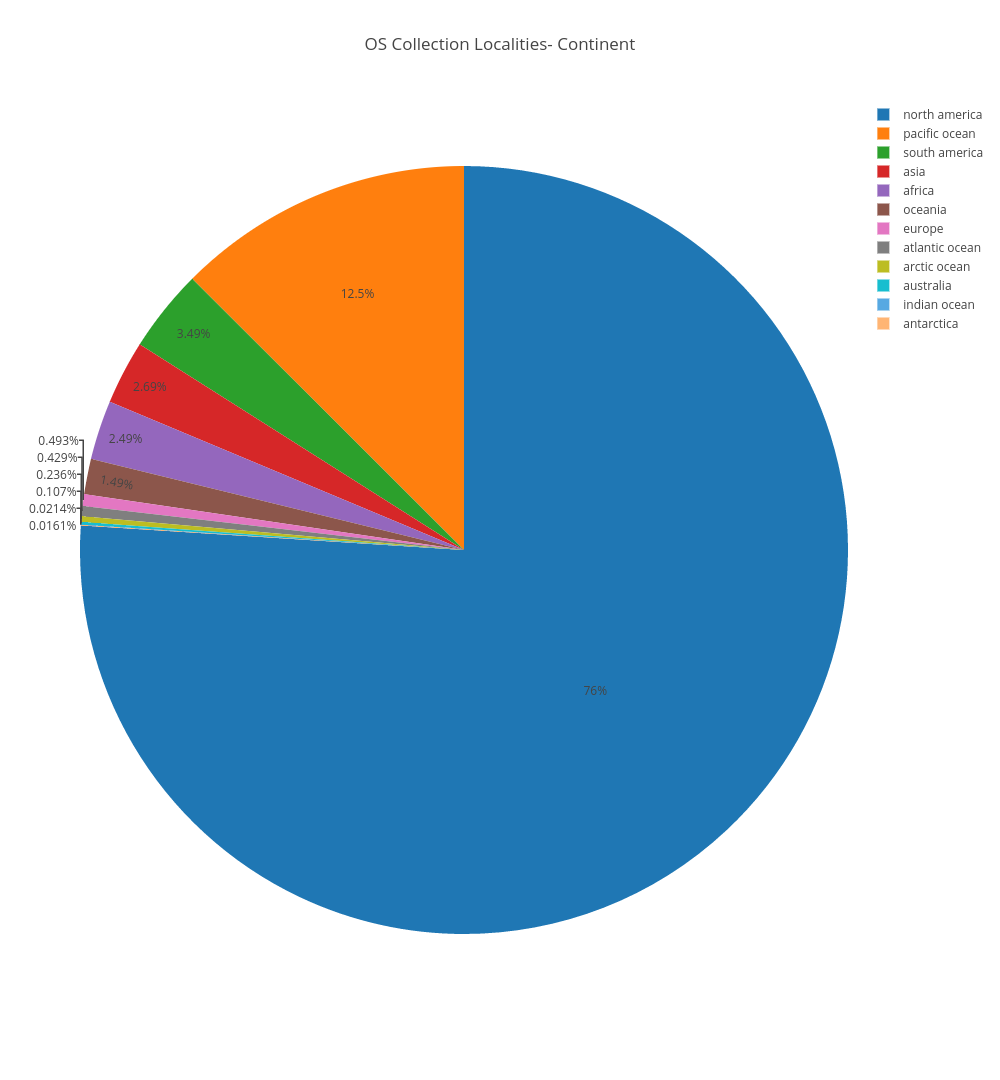 OS Collection Localities- Continent
north america
pacific ocean
south america
asia
africa
oceania
europe
atlantic ocean
arctic ocean
australia
indian ocean
antarctica
12.5%
3.49%
2.69%
2.49%
1.49%
0.493%
0.429%
0.236%
0.107%
0.0214%
0.0161%
76%